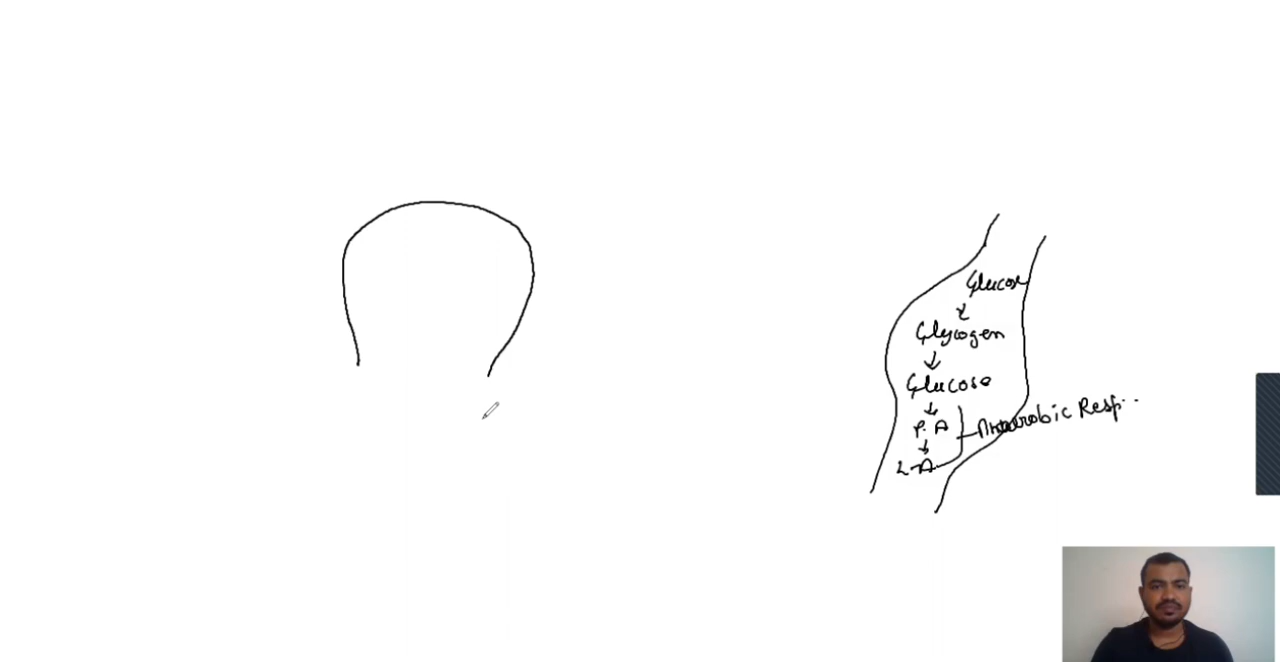 Glucose
Glycogen
Glucose
P. A
Anaerobic Resp..
L A